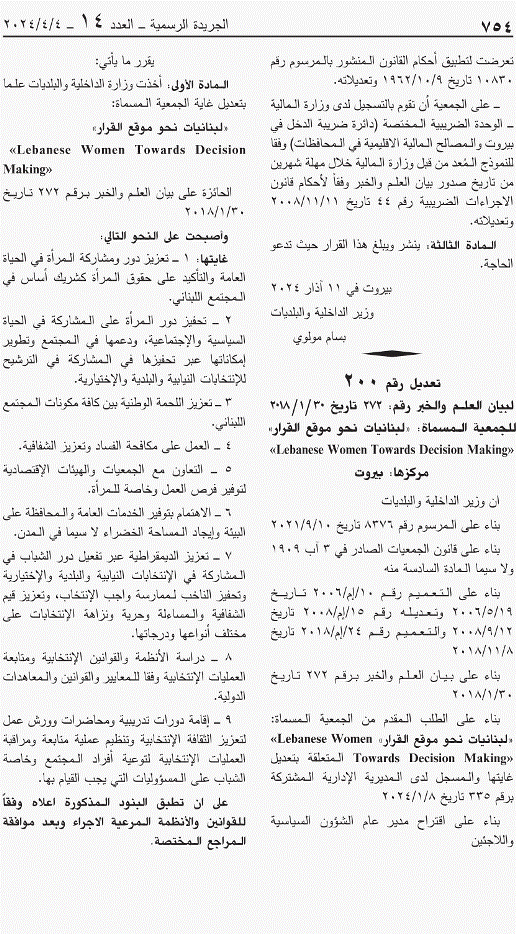 ٧٥٤
الجريدة الرسمية ـ العدد ١٤ ـ ٢٠٢٤/٤/٤
تعرضت لتطبيق أحكام القانون المنشور بالمرسوم رقم
١٠٨٣٠ تاريخ ١٩٦٢/١٠/٩ وتعديلاته.
ـ على الجمعية أن تقوم بالتسجيل لدى وزارة المالية
ـ الوحدة الضريبية المختصة (دائرة ضريبة الدخل في
بيروت والمصالح المالية الاقليمية في المحافظات) وفقا
للنموذج المُعد من قبل وزارة المالية خلال مهلة شهرين
من تاريخ صدور بيان العلم والخبر وفقاً لأحكام قانون
الاجراءات الضريبية رقم ٤٤ تاريخ ٢٠٠٨/١١/١١
وتعديلاته.
المادة الثالثة: ينشر ويبلغ هذا القرار حيث تدعو
الحاجة.
بيروت في ١١ آذار ٢٠٢٤
وزير الداخلية والبلديات
بسام مولوي
تعديل رقم ٢٠٠
لبيان العلم والخبر رقم: ٢٧٢ تاريخ ٢٠١٨/١/٣٠
للجمعية المسماة: «لبنانيات نحو موقع القرار»
«Lebanese Women Towards Decision Making»
مركزها: بيروت
ان وزير الداخلية والبلديات
بناء على المرسوم رقم ٨٣٧٦ تاريخ ٢٠٢١/٩/١٠
بناء على قانون الجمعيات الصادر في ٣ آب ١٩٠٩
ولا سيما المادة السادسة منه
بناء على التعميم رقم ١٠/إم/٢٠٠٦ تاريخ
٢٠٠٦/٥/١٩ وتعديله رقم ١٥/إم/٢٠٠٨ تاريخ
٢٠٠٨/٩/١٢ والتعميم رقم ٢٤/إم/٢٠١٨ تاريخ
٢٠١٨/١١/٨
بناء على بيان العلم والخبر برقم ٢٧٢ تاريخ
٢٠١٨/١/٣٠
بناء على الطلب المقدم من الجمعية المسماة:
«لبنانيات نحو موقع القرار» «Lebanese Women
Towards Decision Making» المتعلقة بتعديل
غايتها والمسجل لدى المديرية الإدارية المشتركة
برقم ٣٣٥ تاريخ ٢٠٢٤/١/٨
بناء على اقتراح مدير عام الشؤون السياسية
واللاجئين
يقرر ما يأتي:
المادة الأولى: أخذت وزارة الداخلية والبلديات علما
بتعديل غاية الجمعية المسماة:
«لبنانيات نحو موقع القرار»
«Lebanese Women Towards Decision
Making»
الحائزة على بيان العلم والخبر برقم ٢٧٢ تاريخ
٢٠١٨/١/٣٠
وأصبحت على النحو التالي:
غايتها: ١ ـ تعزيز دور ومشاركة المرأة في الحياة
العامة والتأكيد على حقوق المرأة كشريك أساس في
المجتمع اللبناني.
٢ ـ تحفيز دور المرأة على المشاركة في الحياة
السياسية والإجتماعية، ودعمها في المجتمع وتطوير
إمكاناتها عبر تحفيزها في المشاركة في الترشيح
للإنتخابات النيابية والبلدية والإختيارية.
٣ ـ تعزيز اللحمة الوطنية بين كافة مكونات المجتمع
اللبناني.
٤ ـ العمل على مكافحة الفساد وتعزيز الشفافية.
٥ ـ التعاون مع الجمعيات والهيئات الإقتصادية
لتوفير فرص العمل وخاصة للمرأة.
٦ ـ الاهتمام بتوفير الخدمات العامة والمحافظة على
البيئة وإيجاد المساحة الخضراء لا سيما في المدن.
٧ ـ تعزيز الديمقراطية عبر تفعيل دور الشباب في
المشاركة في الإنتخابات النيابية والبلدية والإختيارية
وتحفيز الناخب لممارسة واجب الإنتخاب، وتعزيز قيم
الشفافية والمساءلة وحرية ونزاهة الإنتخابات على
مختلف أنواعها ودرجاتها.
٨ ـ دراسة الأنظمة والقوانين الإنتخابية ومتابعة
العمليات الإنتخابية وفقا للمعايير والقوانين والمعاهدات
الدولية.
٩ ـ إقامة دورات تدريبية ومحاضرات وورش عمل
لتعزيز الثقافة الإنتخابية وتنظيم عملية متابعة ومراقبة
العمليات الإنتخابية لتوعية أفراد المجتمع وخاصة
الشباب على المسؤوليات التي يجب القيام بها.
على ان تطبق البنود المذكورة اعلاه وفقاً
للقوانين والأنظمة المرعية الاجراء وبعد موافقة
المراجع المختصة.